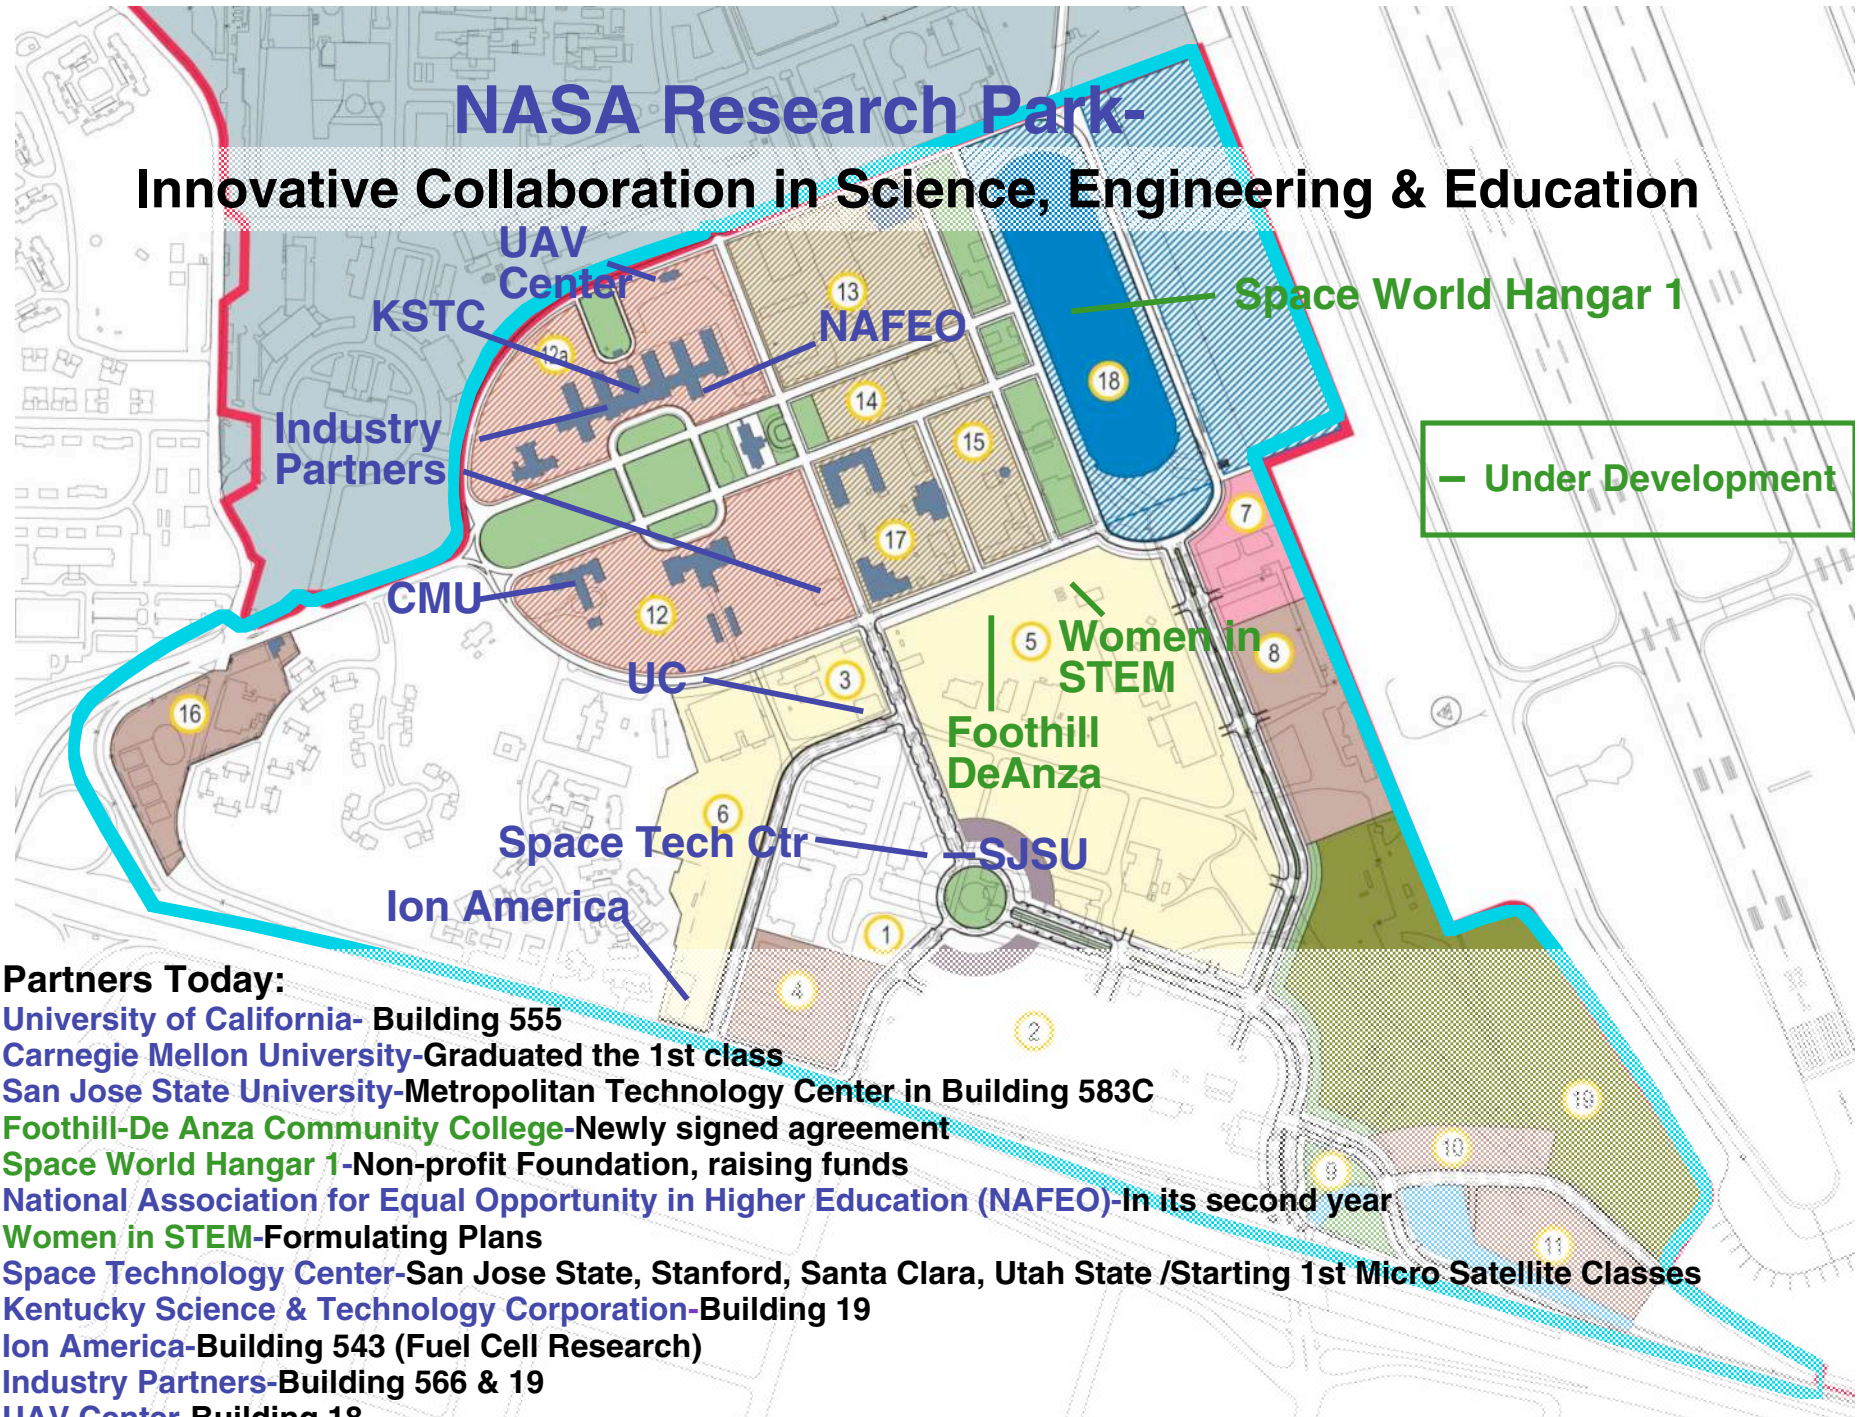 NASA Research Park-
Innovative Collaboration in Science, Engineering & Education
UAV
Center
KSTC
13
NAFEO
Space World Hangar 1
12a
18
14
Industry
Partners
15
— Under Development
7
17
CMU
12
5
Women in
STEM
8
UC
3
16
Foothill
DeAnza
6
Space Tech Ctr
SJSU
Ion America
1
4
2
19
10
9
11
Partners Today:
University of California- Building 555
Carnegie Mellon University-Graduated the 1st class
San Jose State University-Metropolitan Technology Center in Building 583C
Foothill-De Anza Community College-Newly signed agreement
Space World Hangar 1-Non-profit Foundation, raising funds
National Association for Equal Opportunity in Higher Education (NAFEO)-In its second year
Women in STEM-Formulating Plans
Space Technology Center-San Jose State, Stanford, Santa Clara, Utah State /Starting 1st Micro Satellite Classes
Kentucky Science & Technology Corporation-Building 19
Ion America-Building 543 (Fuel Cell Research)
Industry Partners-Building 566 & 19
UAV Center-Building 18